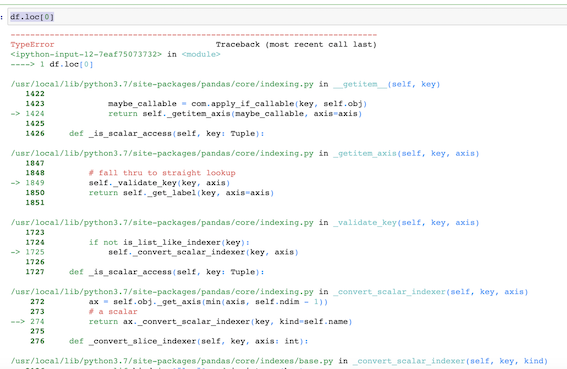 : df.loc[0]
---------------------------------------------------------------------------
TypeError Traceback (most recent call last)
<ipython-input-12-7eaf75073732> in <module>
----> 1 df.loc[0]
/usr/local/lib/python3.7/site-packages/pandas/core/indexing.py in __getitem__(self, key)
1422
1423 maybe_callable = com.apply_if_callable(key, self.obj)
-> 1424 return self._getitem_axis(maybe_callable, axis=axis)
1425
1426 def _is_scalar_access(self, key: Tuple):
/usr/local/lib/python3.7/site-packages/pandas/core/indexing.py in _getitem_axis(self, key, axis)
1847
1848 # fall thru to straight lookup
-> 1849 self._validate_key(key, axis)
1850 return self._get_label(key, axis=axis)
1851
/usr/local/lib/python3.7/site-packages/pandas/core/indexing.py in _validate_key(self, key, axis)
1723
1724 if not is_list_like_indexer(key):
-> 1725 self._convert_scalar_indexer(key, axis)
1726
1727 def _is_scalar_access(self, key: Tuple):
/usr/local/lib/python3.7/site-packages/pandas/core/indexing.py in _convert_scalar_indexer(self, key, axis)
272 ax = self.obj._get_axis(min(axis, self.ndim - 1))
273 # a scalar
--> 274 return ax._convert_scalar_indexer(key, kind=self.name)
275
276 def _convert_slice_indexer(self, key, axis: int):
/usr/local/lib/python3.7/site-packages/pandas/core/indexes/base.py in _convert_scalar_indexer(self, key, kind)